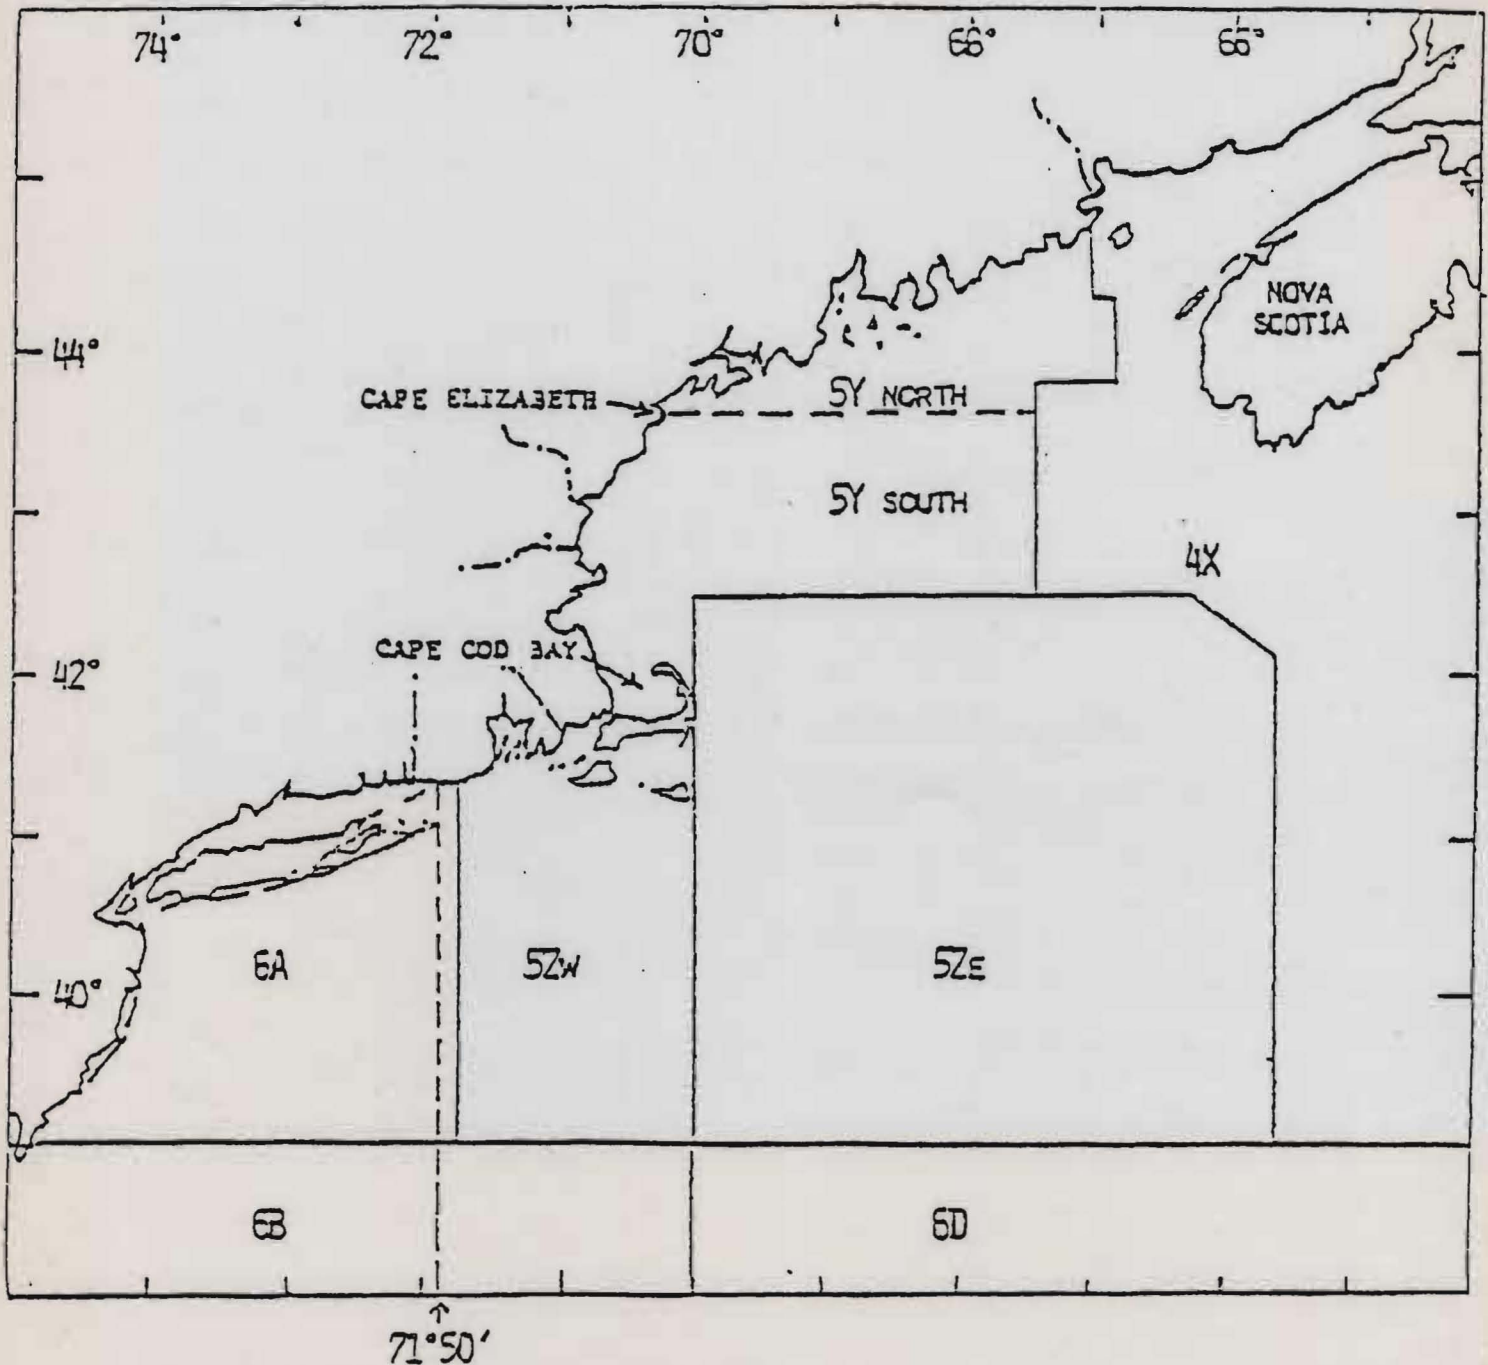 74° 72° 70° 68° 66°
NOVA
SCOTIA
44°
CAPE ELIZABETH
5Y NORTH
5Y SOUTH
4X
CAPE COD BAY
42°
6A
5ZW
5ZE
40°
6B
6D
71°50'